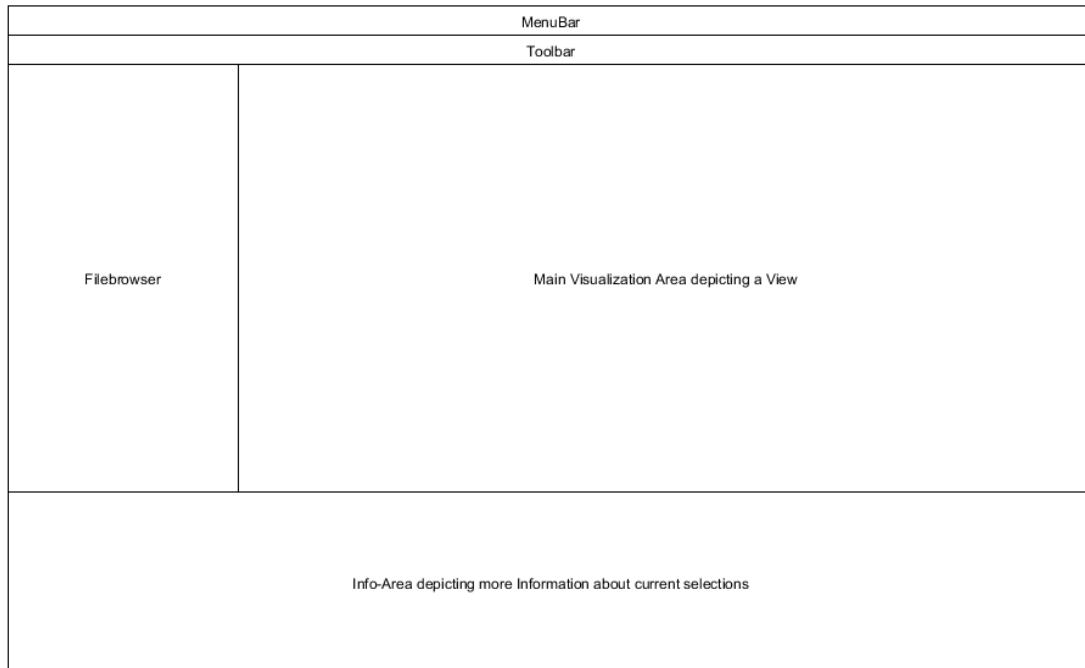 MenuBar
Toolbar
Filebrowser
Main Visualization Area depicting a View
Info-Area depicting more Information about current selections